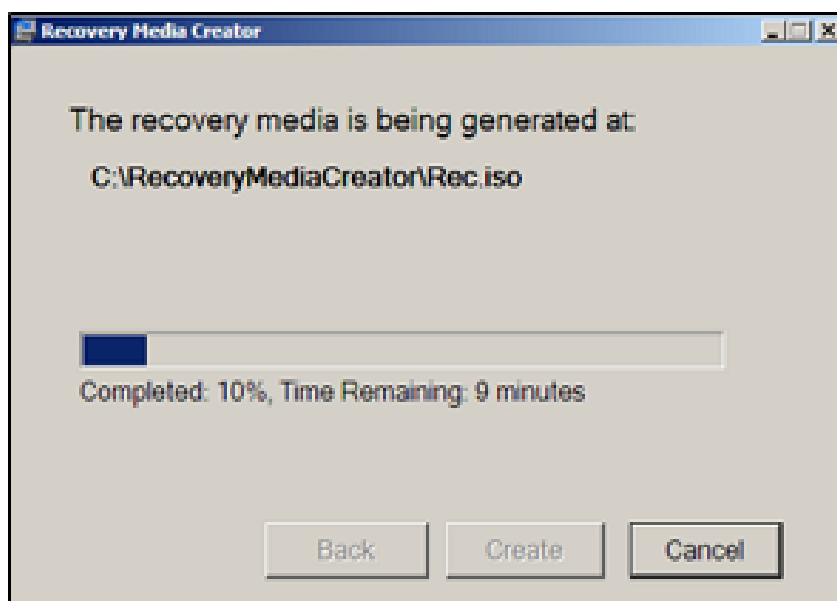 Recovery Media Creator
The recovery media is being generated at:
C:\RecoveryMediaCreator\Rec.iso
Completed: 10%, Time Remaining: 9 minutes
Back
Create
Cancel